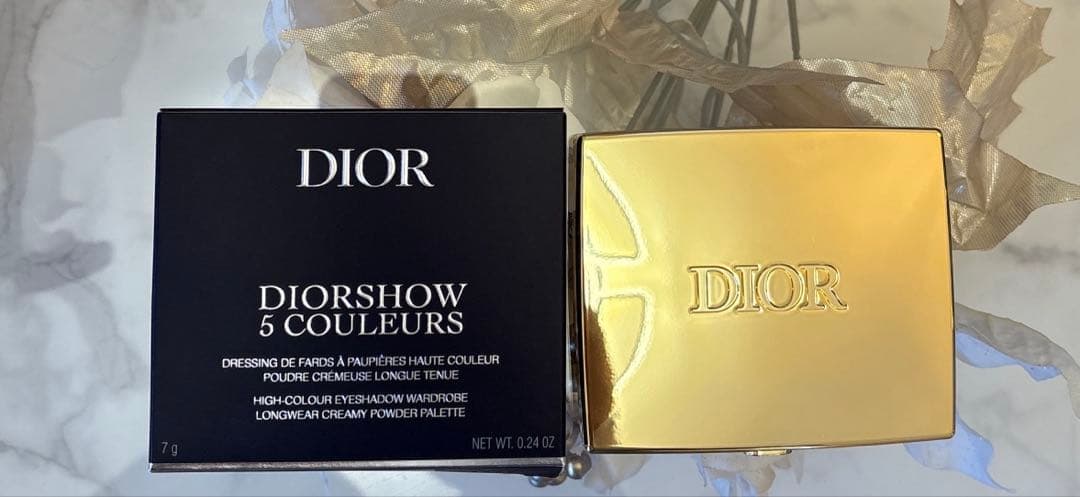 DIOR
DIORSHOW
5 COULEURS
DRESSING DE FARDS À PAUPIÈRES HAUTE COULEUR
POUDRE CRÉMEUSE LONGUE TENUE
HIGH-COLOUR EYESHADOW WARDROBE
LONGWEAR CREAMY POWDER PALETTE
7 g
NET WT. 0.24 OZ
DIOR